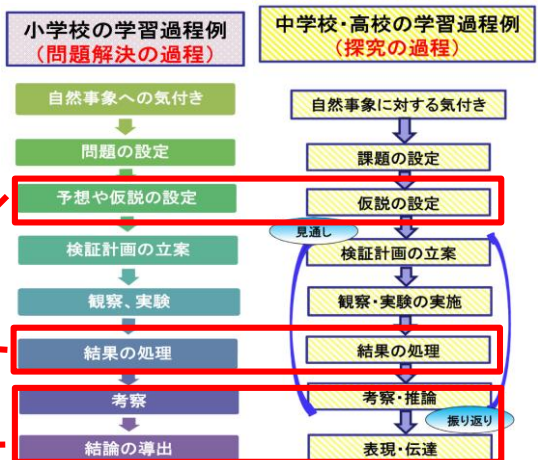 小学校の学習過程例
（問題解決の過程）
自然事象への気付き
問題の設定
予想や仮説の設定
検証計画の立案
観察、実験
結果の処理
考察
結論の導出
中学校・高校の学習過程例
（探究の過程）
自然事象に対する気付き
課題の設定
仮説の設定
見通し
検証計画の立案
観察・実験の実施
結果の処理
考察・推論
振り返り
表現・伝達